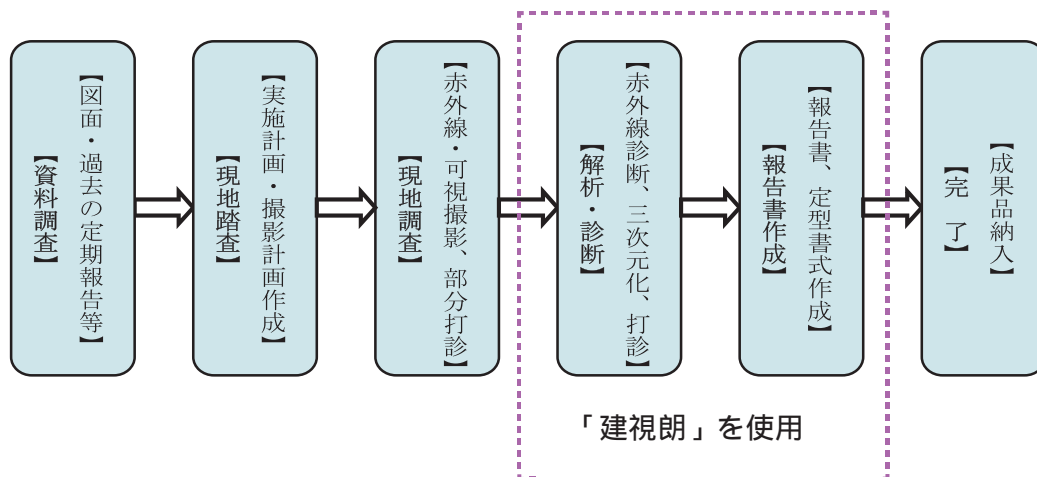 【資料調査】
【図面・過去の定期報告等】
【現地踏査】
【実施計画・撮影計画作成】
【現地調査】
【赤外線・可視撮影、部分打診】
【解析・診断】
【赤外線診断、三次元化、打診】
【報告書作成】
【報告書、定型書式作成】
【完　了】
【成果品納入】
「建視朗」を使用